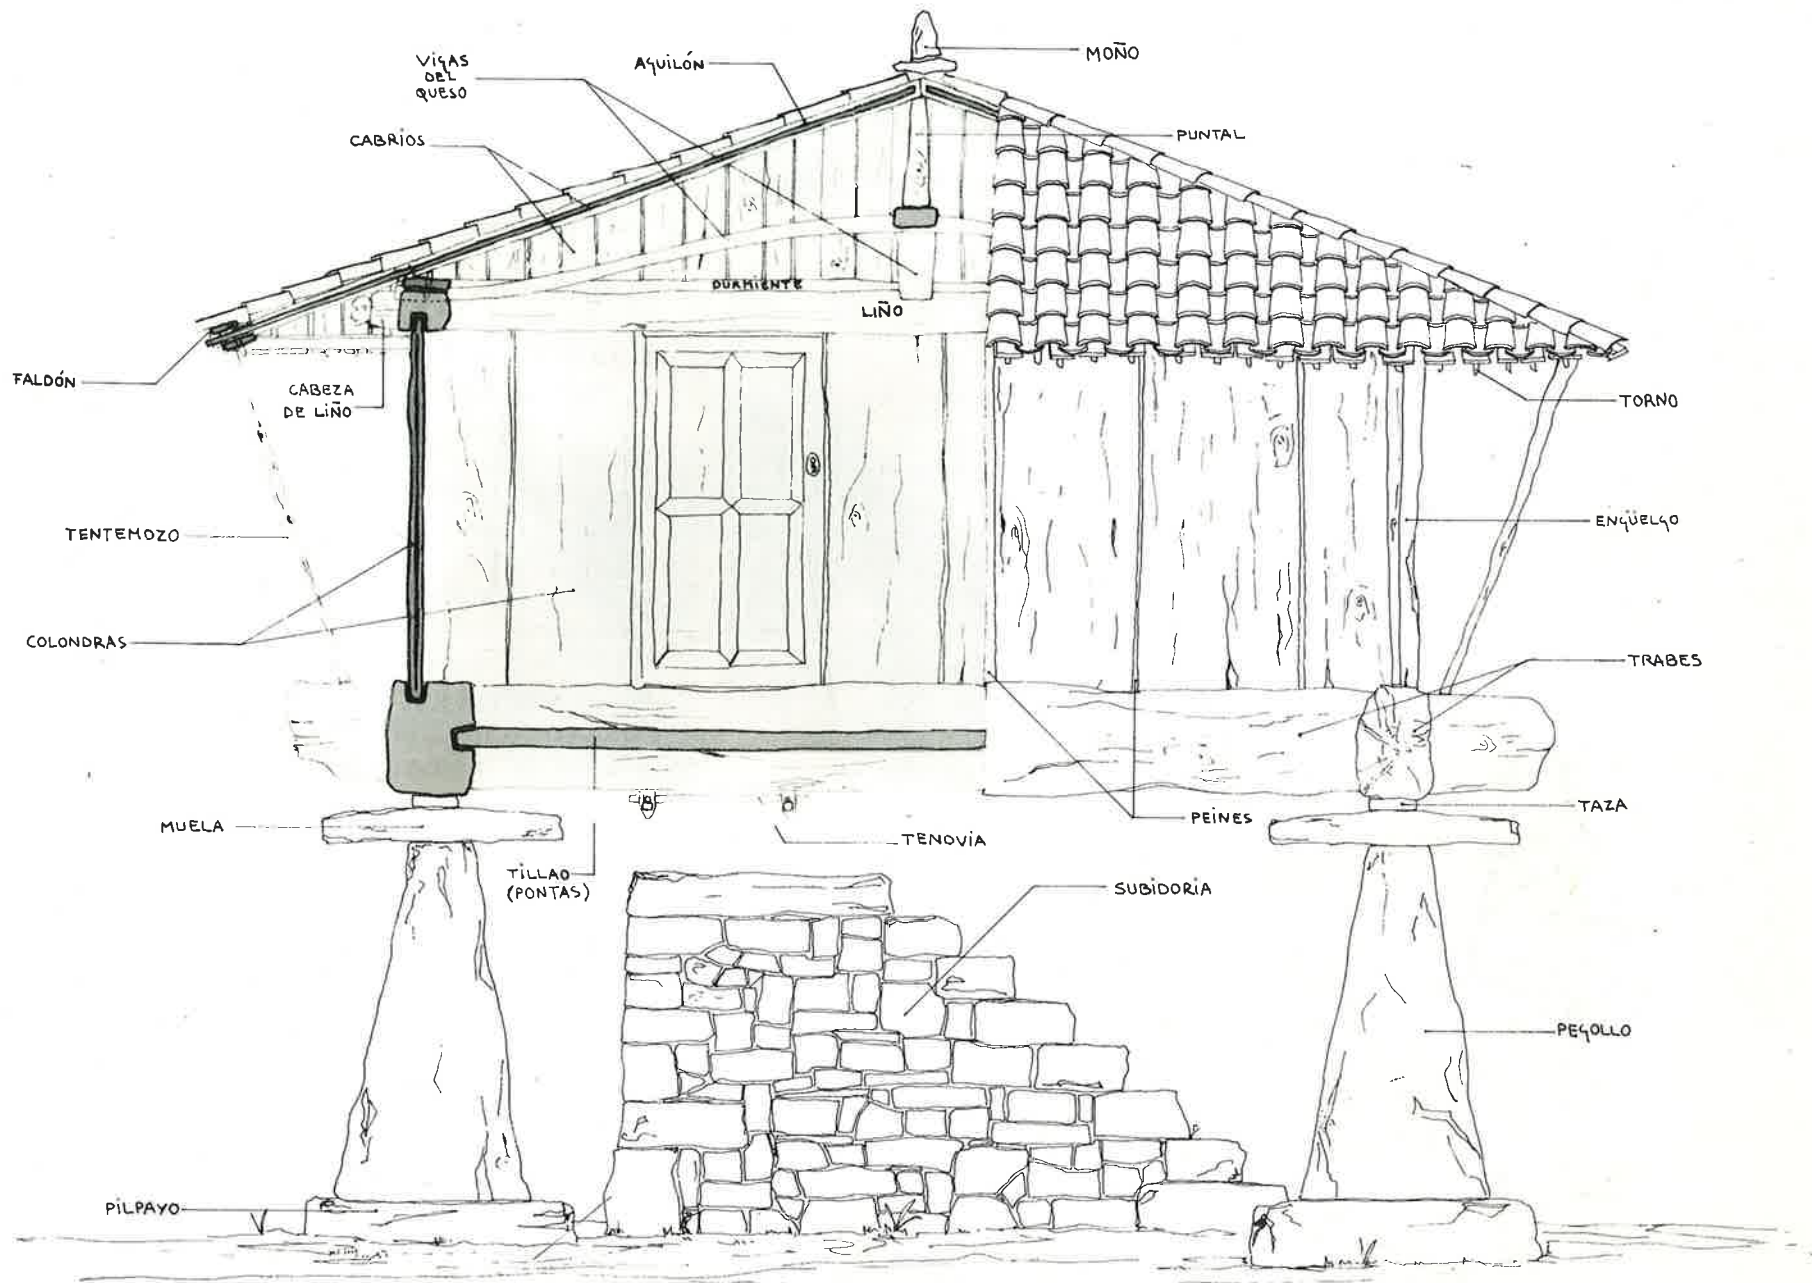 MOÑO
VIGAS
DEL
QUESO
AGUILÓN
CABRIOS
PUNTAL
DURMIENTE
LIÑO
FALDÓN
CABEZA
DE LIÑO
TORNO
TENTEMOZO
ENGÜELGO
COLONDRAS
TRABES
MUELA
PEINES
TAZA
TENOVIA
TILLAO
(PONTAS)
SUBIDORIA
PEGOLLO
PILPAYO